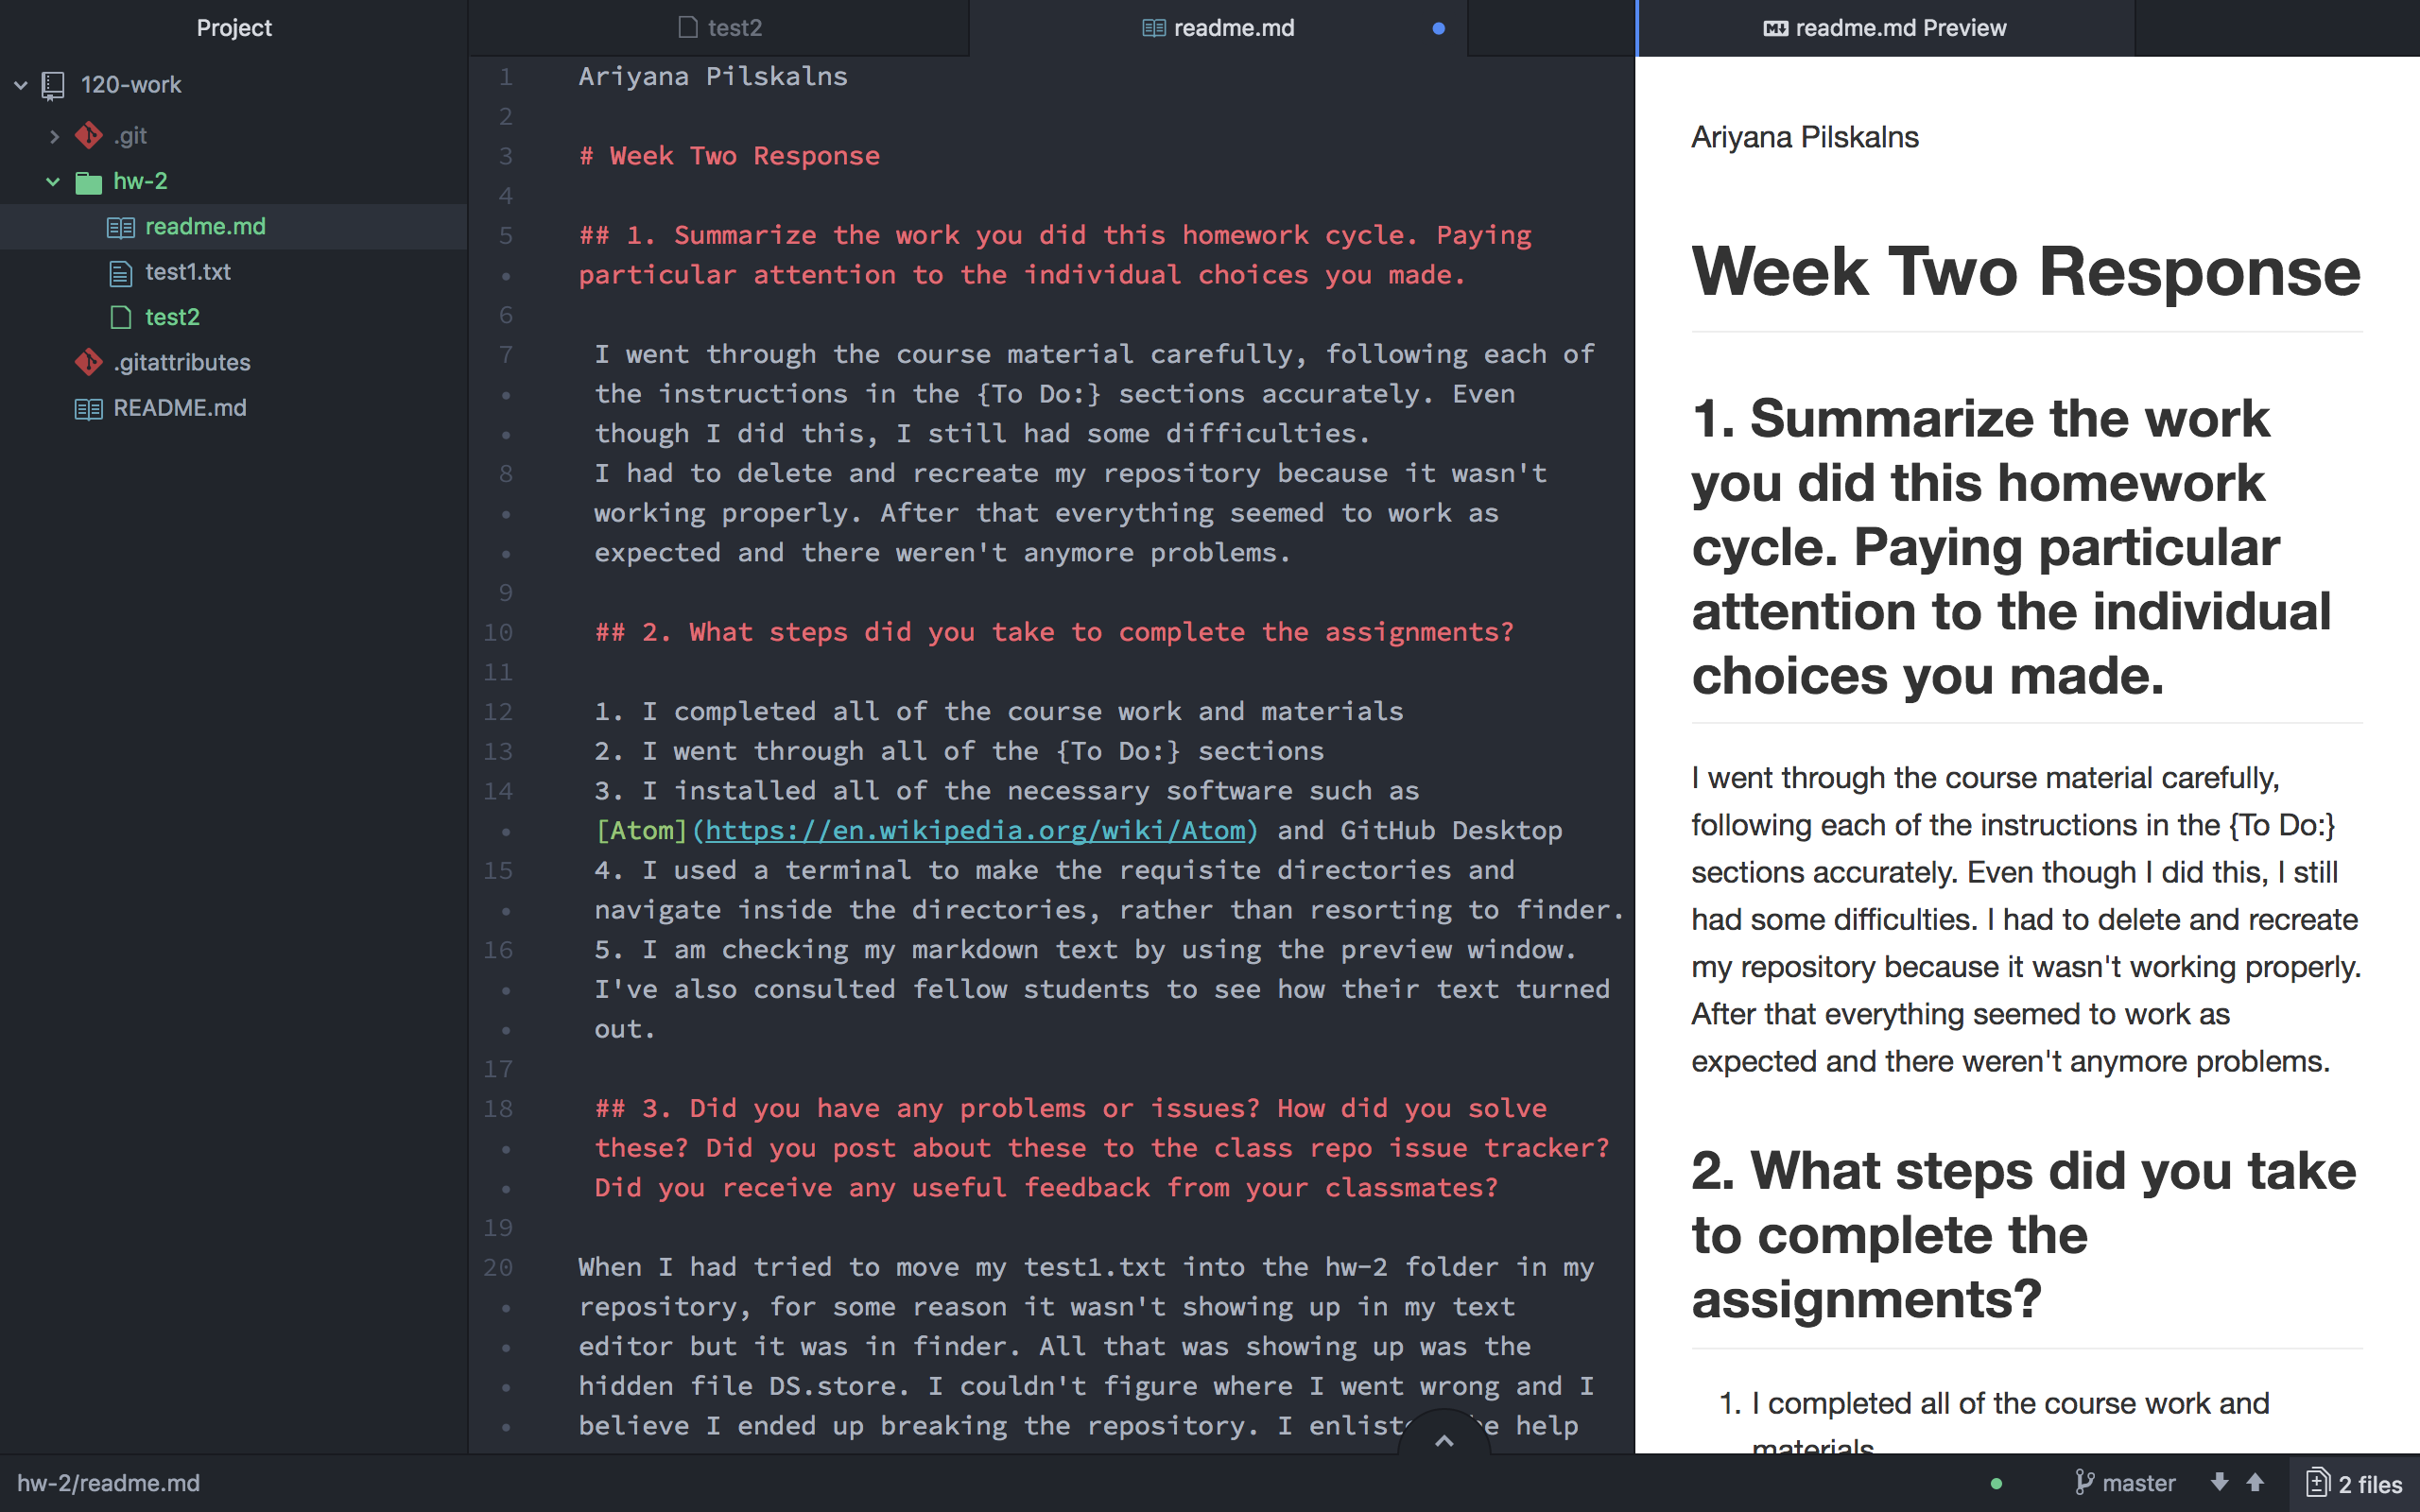 Project
120-work
.git
hw-2
readme.md
test1.txt
test2
.gitattributes
README.md
test2
readme.md
1 Ariyana Pilskalns
2
3 # Week Two Response
4
5 ## 1. Summarize the work you did this homework cycle. Paying
• particular attention to the individual choices you made.
6
7 I went through the course material carefully, following each of
• the instructions in the {To Do:} sections accurately. Even
• though I did this, I still had some difficulties.
8 I had to delete and recreate my repository because it wasn't
• working properly. After that everything seemed to work as
• expected and there weren't anymore problems.
9
10 ## 2. What steps did you take to complete the assignments?
11
12 1. I completed all of the course work and materials
13 2. I went through all of the {To Do:} sections
14 3. I installed all of the necessary software such as
• [Atom](https://en.wikipedia.org/wiki/Atom) and GitHub Desktop
15 4. I used a terminal to make the requisite directories and
• navigate inside the directories, rather than resorting to finder.
16 5. I am checking my markdown text by using the preview window.
• I've also consulted fellow students to see how their text turned
• out.
17
18 ## 3. Did you have any problems or issues? How did you solve
• these? Did you post about these to the class repo issue tracker?
• Did you receive any useful feedback from your classmates?
19
20 When I had tried to move my test1.txt into the hw-2 folder in my
• repository, for some reason it wasn't showing up in my text
• editor but it was in finder. All that was showing up was the
• hidden file DS.store. I couldn't figure where I went wrong and I
• believe I ended up breaking the repository. I help
readme.md Preview
Ariyana Pilskalns
Week Two Response
1. Summarize the work
you did this homework
cycle. Paying particular
attention to the individual
choices you made.
I went through the course material carefully,
following each of the instructions in the {To Do:}
sections accurately. Even though I did this, I still
had some difficulties. I had to delete and recreate
my repository because it wasn't working properly.
After that everything seemed to work as
expected and there weren't anymore problems.
2. What steps did you take
to complete the
assignments?
1. I completed all of the course work and
materials
hw-2/readme.md
master
2 files